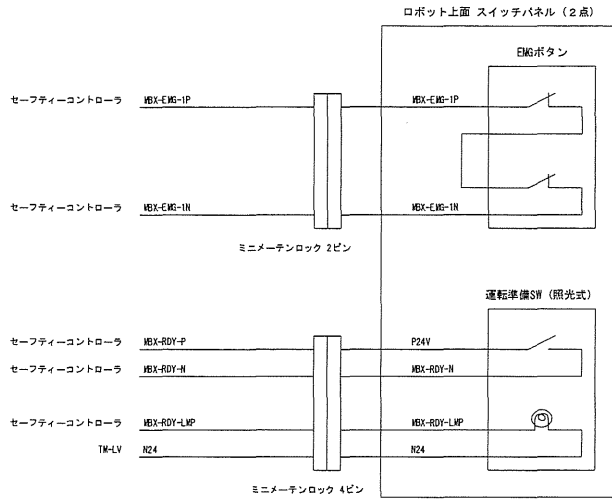 ロボット上面 スイッチパネル (2点)
EMGボタン
セーフティーコントローラ MBX-EMG-1P MBX-EMG-1P
セーフティーコントローラ MBX-EMG-1N MBX-EMG-1N
ミニメーテンロック 2ピン
運転準備SW (照光式)
セーフティーコントローラ MBX-RDY-P P24V
セーフティーコントローラ MBX-RDY-N MBX-RDY-N
セーフティーコントローラ MBX-RDY-LMP MBX-RDY-LMP
TM-LV N24 N24
ミニメーテンロック 4ピン